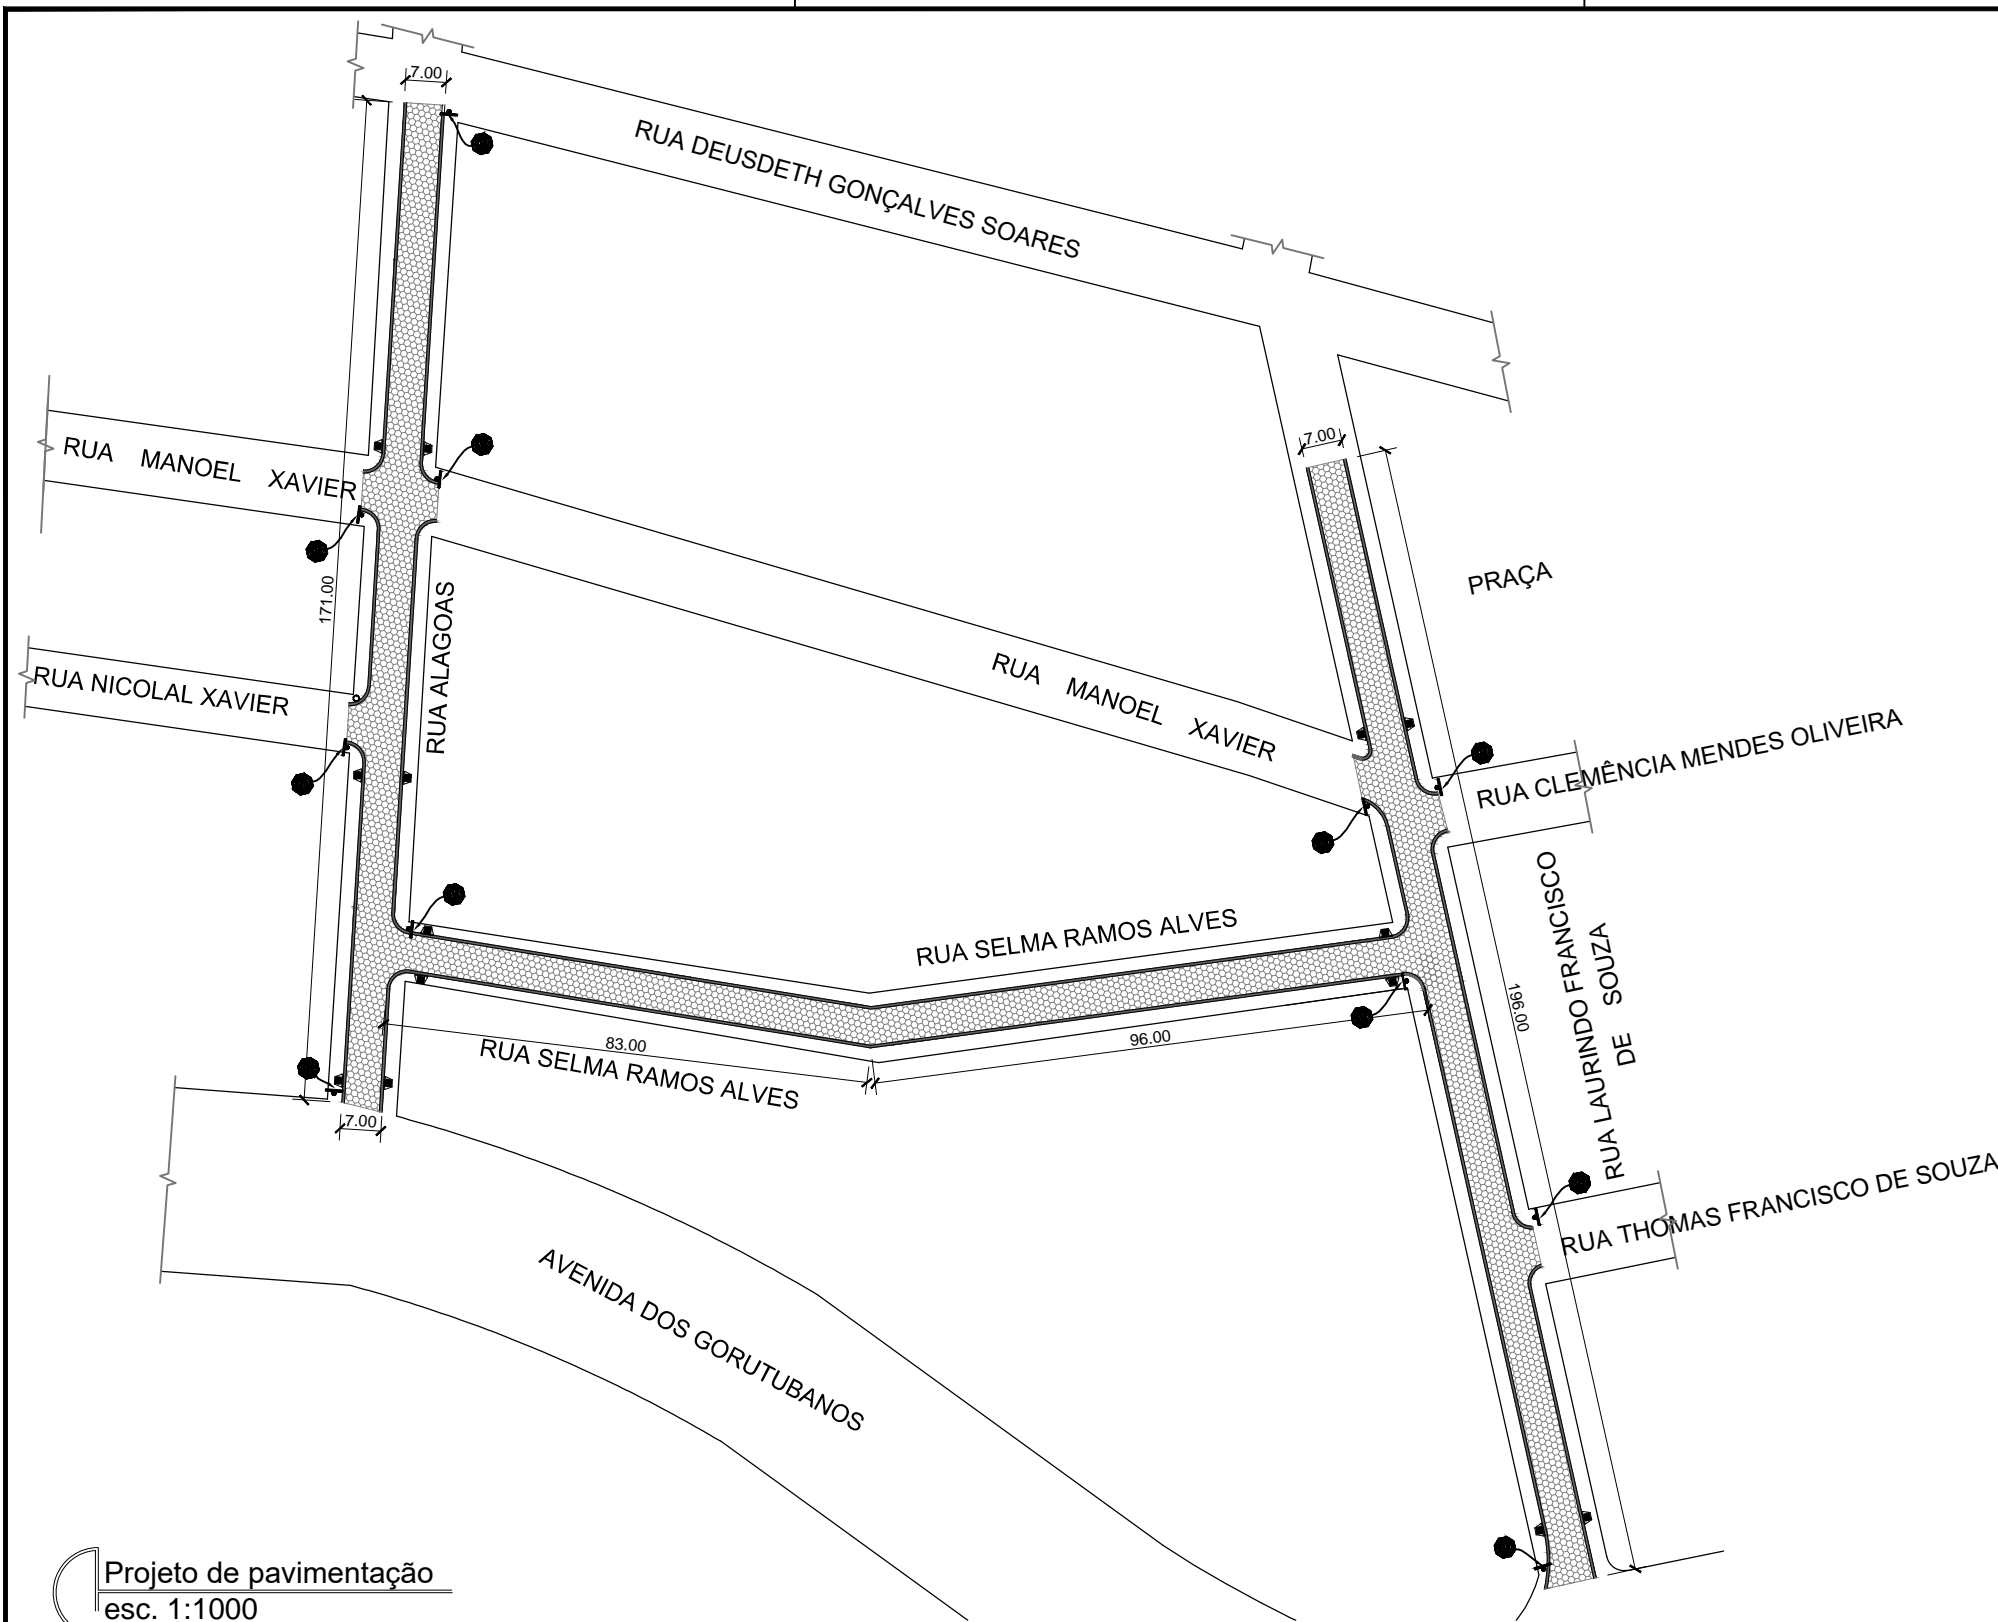 7.00
RUA DEUSDETH GONÇALVES SOARES
7.00
RUA MANOEL XAVIER
PRAÇA
171.00
RUA ALAGOAS
RUA NICOLAL XAVIER
RUA MANOEL XAVIER
RUA CLEMÊNCIA MENDES OLIVEIRA
RUA SELMA RAMOS ALVES
RUA LAURINDO FRANCISCO
DE SOUZA
196.00
83.00
96.00
RUA SELMA RAMOS ALVES
7.00
RUA THOMAS FRANCISCO DE SOUZA
AVENIDA DOS GORUTUBANOS
Projeto de pavimentação
esc. 1:1000